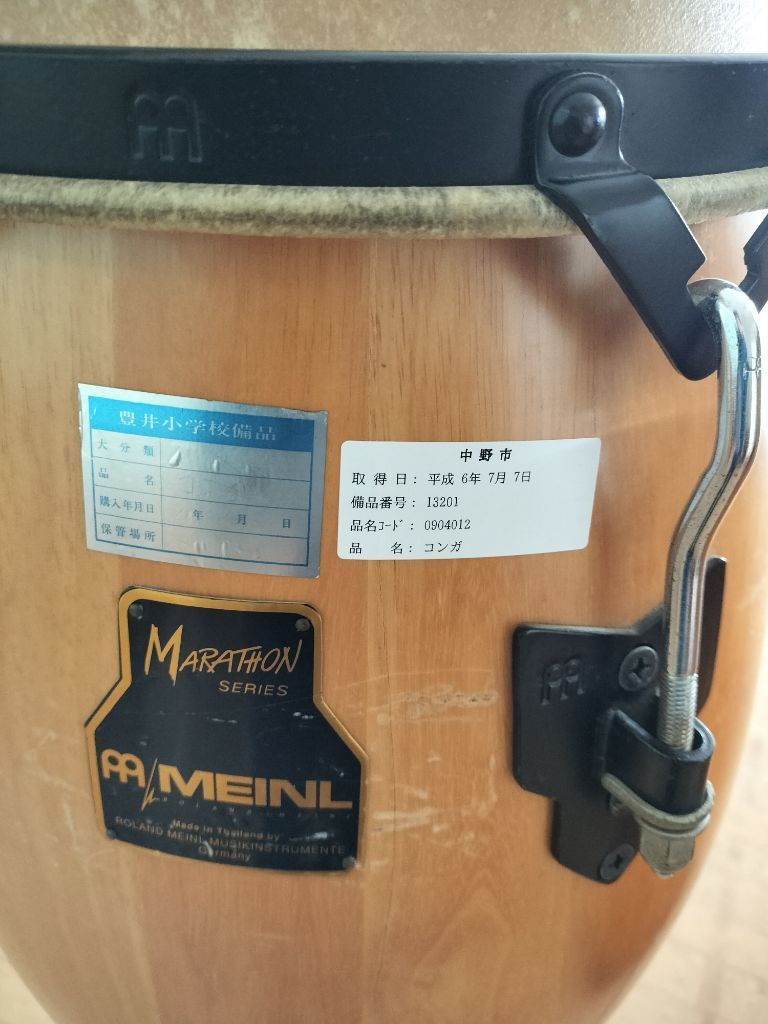 豊井小学校備品
大分類
品名
購入年月日 年 月 日
保管場所
中野市
取得日：平成 6年 7月 7日
備品番号：13201
品名ｺｰﾄﾞ：0904012
品名：コンガ
MARATHON
SERIES
MEINL
ROLAND MEINL
Made in Thailand by
ROLAND MEINL MUSIKINSTRUMENTE
Germany